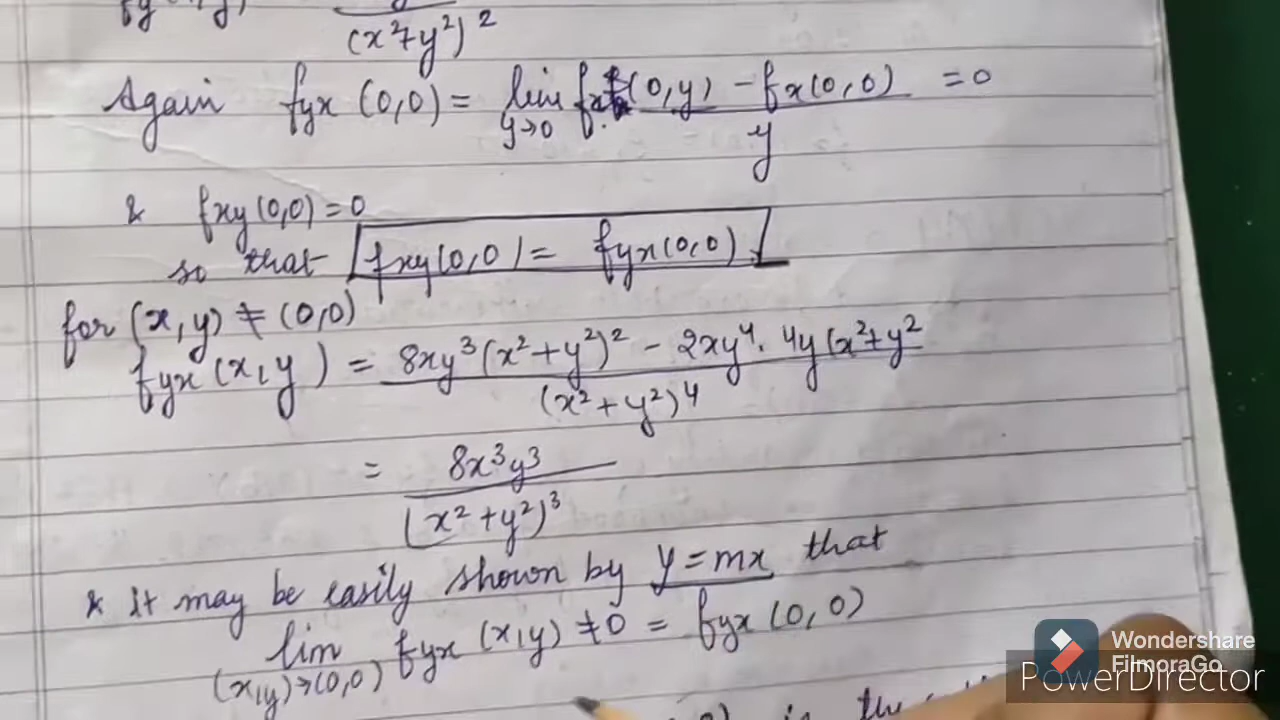 (x²+y²)²
Again fyx (0,0) = lim y→0 fx(0,y) - fx(0,0) / y = 0
& fxy(0,0) = 0
so that fxy(0,0) = fyx(0,0).
for (x,y) ≠ (0,0)
fyx (x,y) = 8xy³(x²+y²)² - 2xy⁴. 4y(x²+y² / (x²+y²)⁴
= 8x³y³ / (x²+y²)³
& it may be easily shown by y=mx that
lim (x,y)→(0,0) fyx (x,y) ≠ 0 = fyx (0,0)
is the
Wondershare
FilmoraGo
PowerDirector